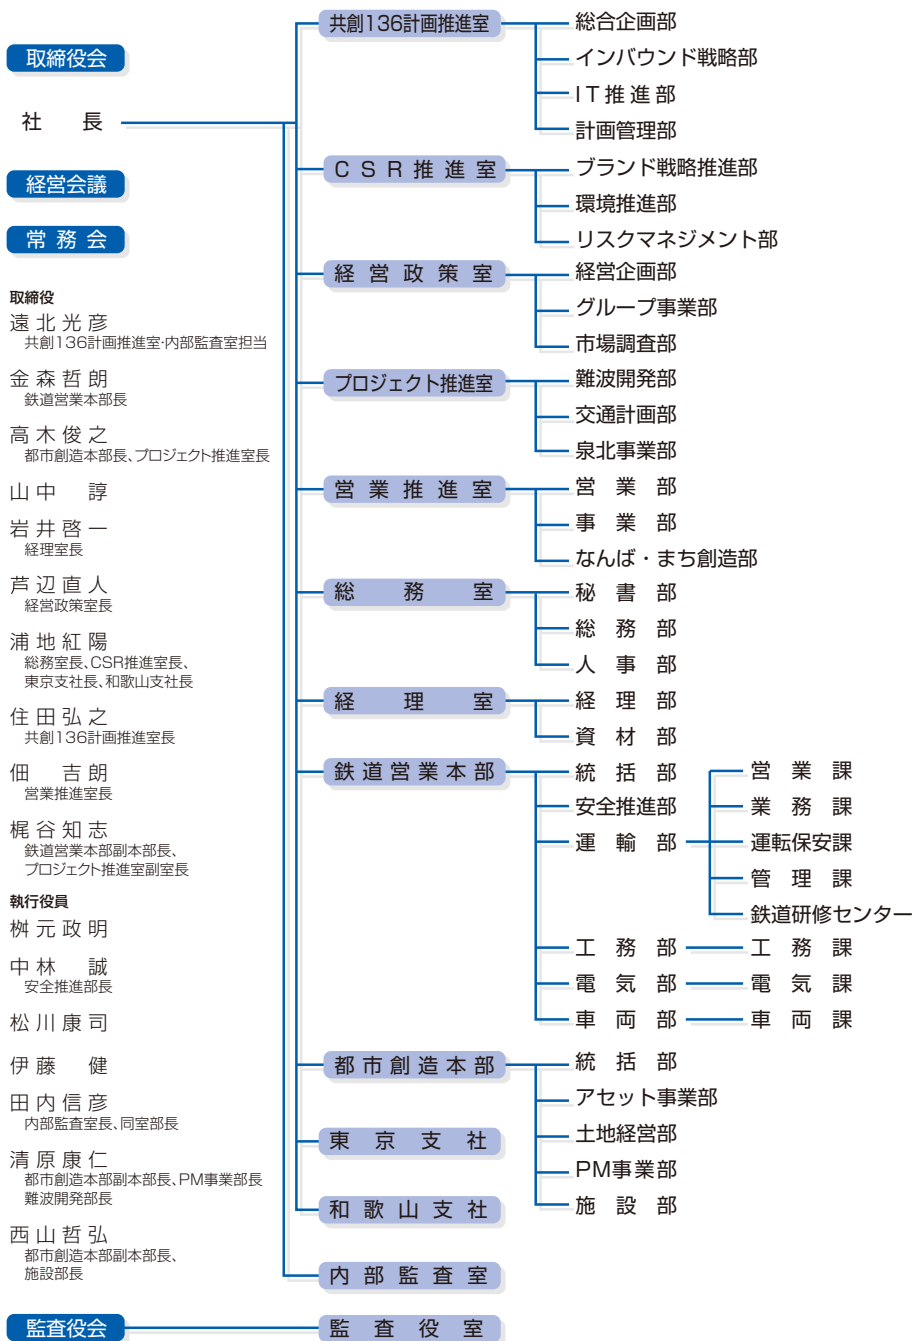 取締役会
社長
経営会議
常務会
取締役
遠北光彦
共創136計画推進室・内部監査室担当
金森哲朗
鉄道営業本部長
高木俊之
都市創造本部長、プロジェクト推進室長
山中 諄
岩井啓一
経理室長
芦辺直人
経営政策室長
浦地紅陽
総務室長、CSR推進室長、
東京支社長、和歌山支社長
住田弘之
共創136計画推進室長
佃 吉朗
営業推進室長
梶谷知志
鉄道営業本部副本部長、
プロジェクト推進室副室長
執行役員
桝元政明
中林 誠
安全推進部長
松川康司
伊藤 健
田内信彦
内部監査室長、同室部長
清原康仁
都市創造本部副本部長、PM事業部長
難波開発部長
西山哲弘
都市創造本部副本部長、
施設部長
監査役会
共創136計画推進室
総合企画部
インバウンド戦略部
IT推進部
計画管理部
CSR推進室
ブランド戦略推進部
環境推進部
リスクマネジメント部
経営政策室
経営企画部
グループ事業部
市場調査部
プロジェクト推進室
難波開発部
交通計画部
泉北事業部
営業推進室
営業部
事業部
なんば・まち創造部
総務室
秘書部
総務部
人事部
経理室
経理部
資材部
鉄道営業本部
統括部
安全推進部
運輸部
営業課
業務課
運転保安課
管理課
鉄道研修センター
工務部
工務課
電気部
電気課
車両部
車両課
都市創造本部
統括部
アセット事業部
土地経営部
PM事業部
施設部
東京支社
和歌山支社
内部監査室
監査役室